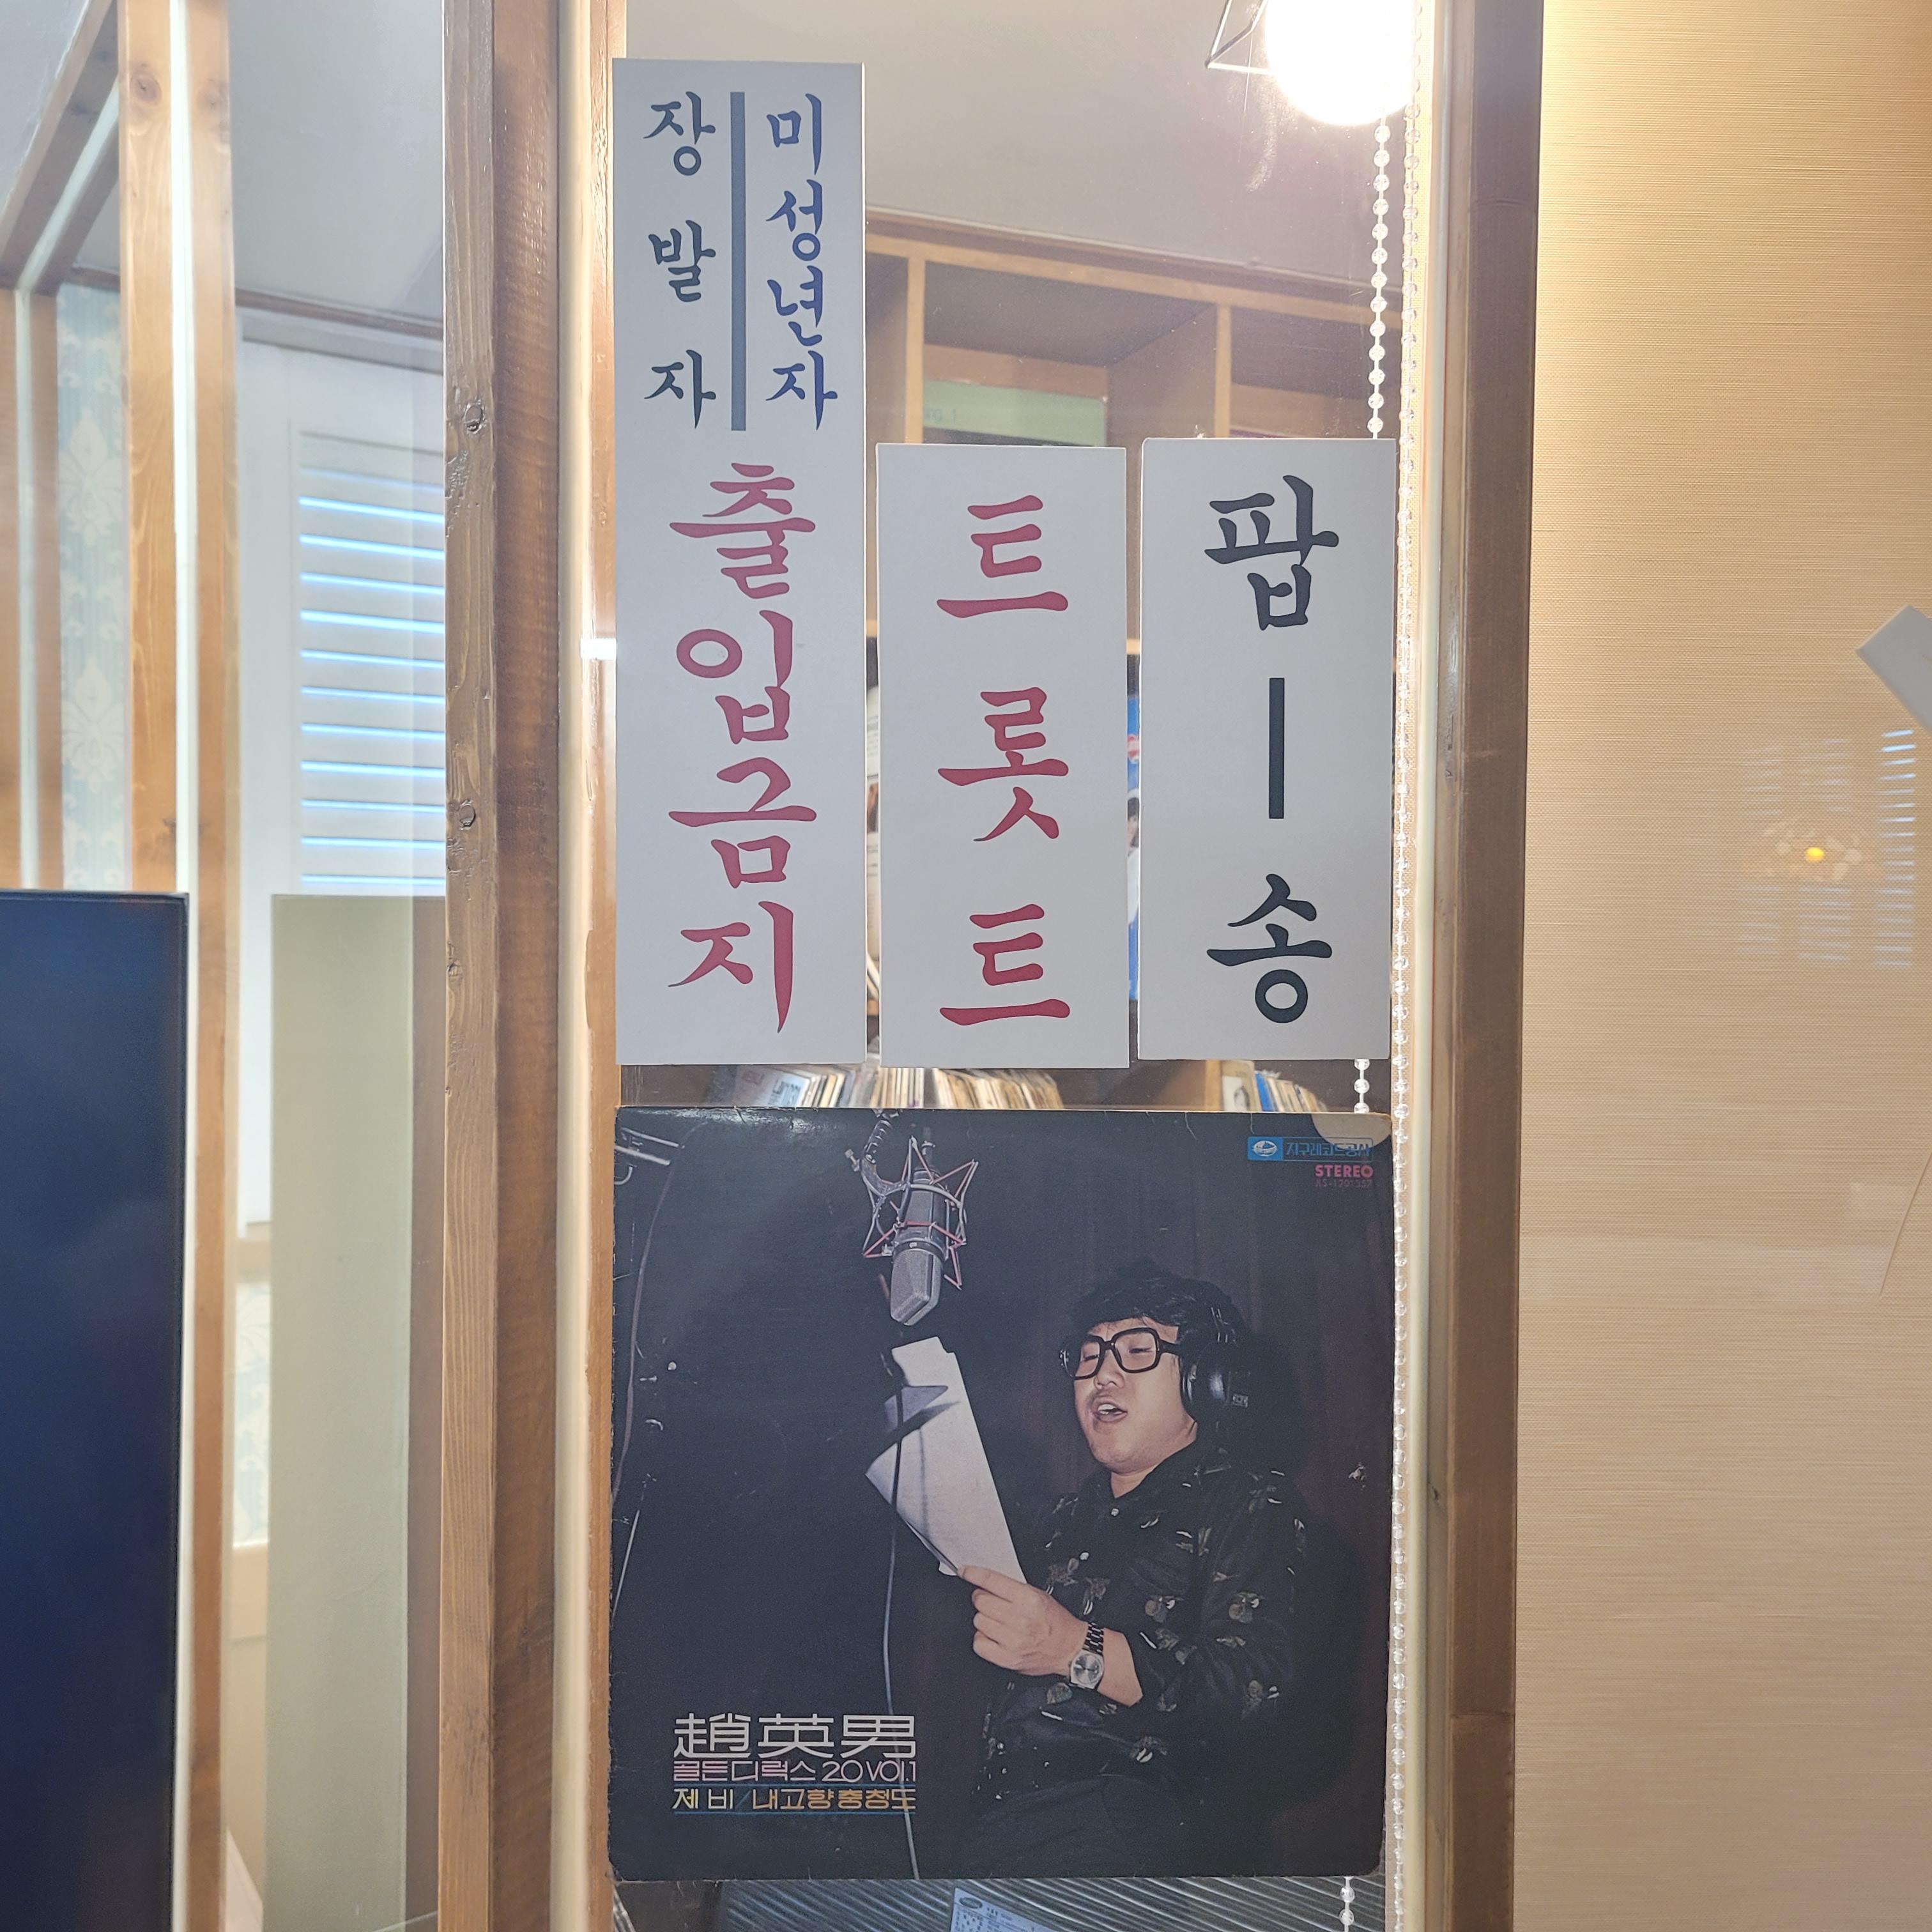 미성년자
장발자
출입금지
트롯트
팝-송
지구레코드공사
STEREO
趙英男
골든디럭스 20 VOl.1
제비/내고향충청도